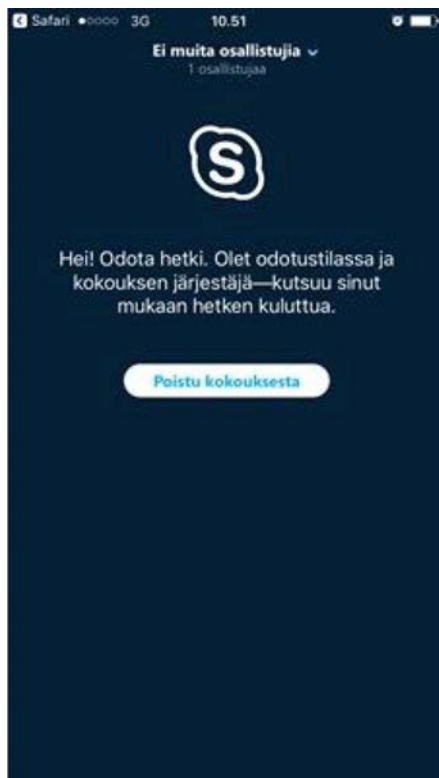 Safari 3G 10.51
Ei muita osallistujia
1 osallistujaa
S
Hei! Odota hetki. Olet odotustilassa ja
kokouksen järjestäjä—kutsuu sinut
mukaan hetken kuluttua.
Poistu kokouksesta